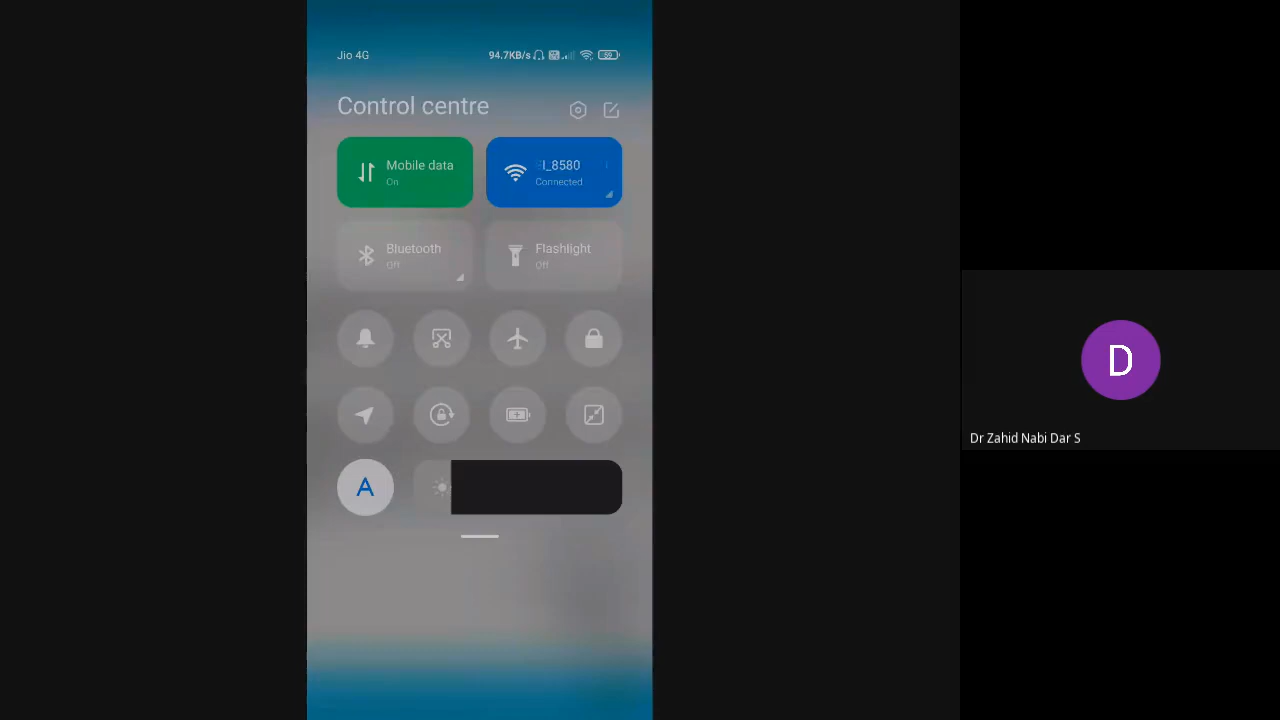 Jio 4G
94.7KB/s
59
Control centre
Mobile data
On
I_8580
Connected
Bluetooth
Off
Flashlight
Off
A
D
Dr Zahid Nabi Dar S